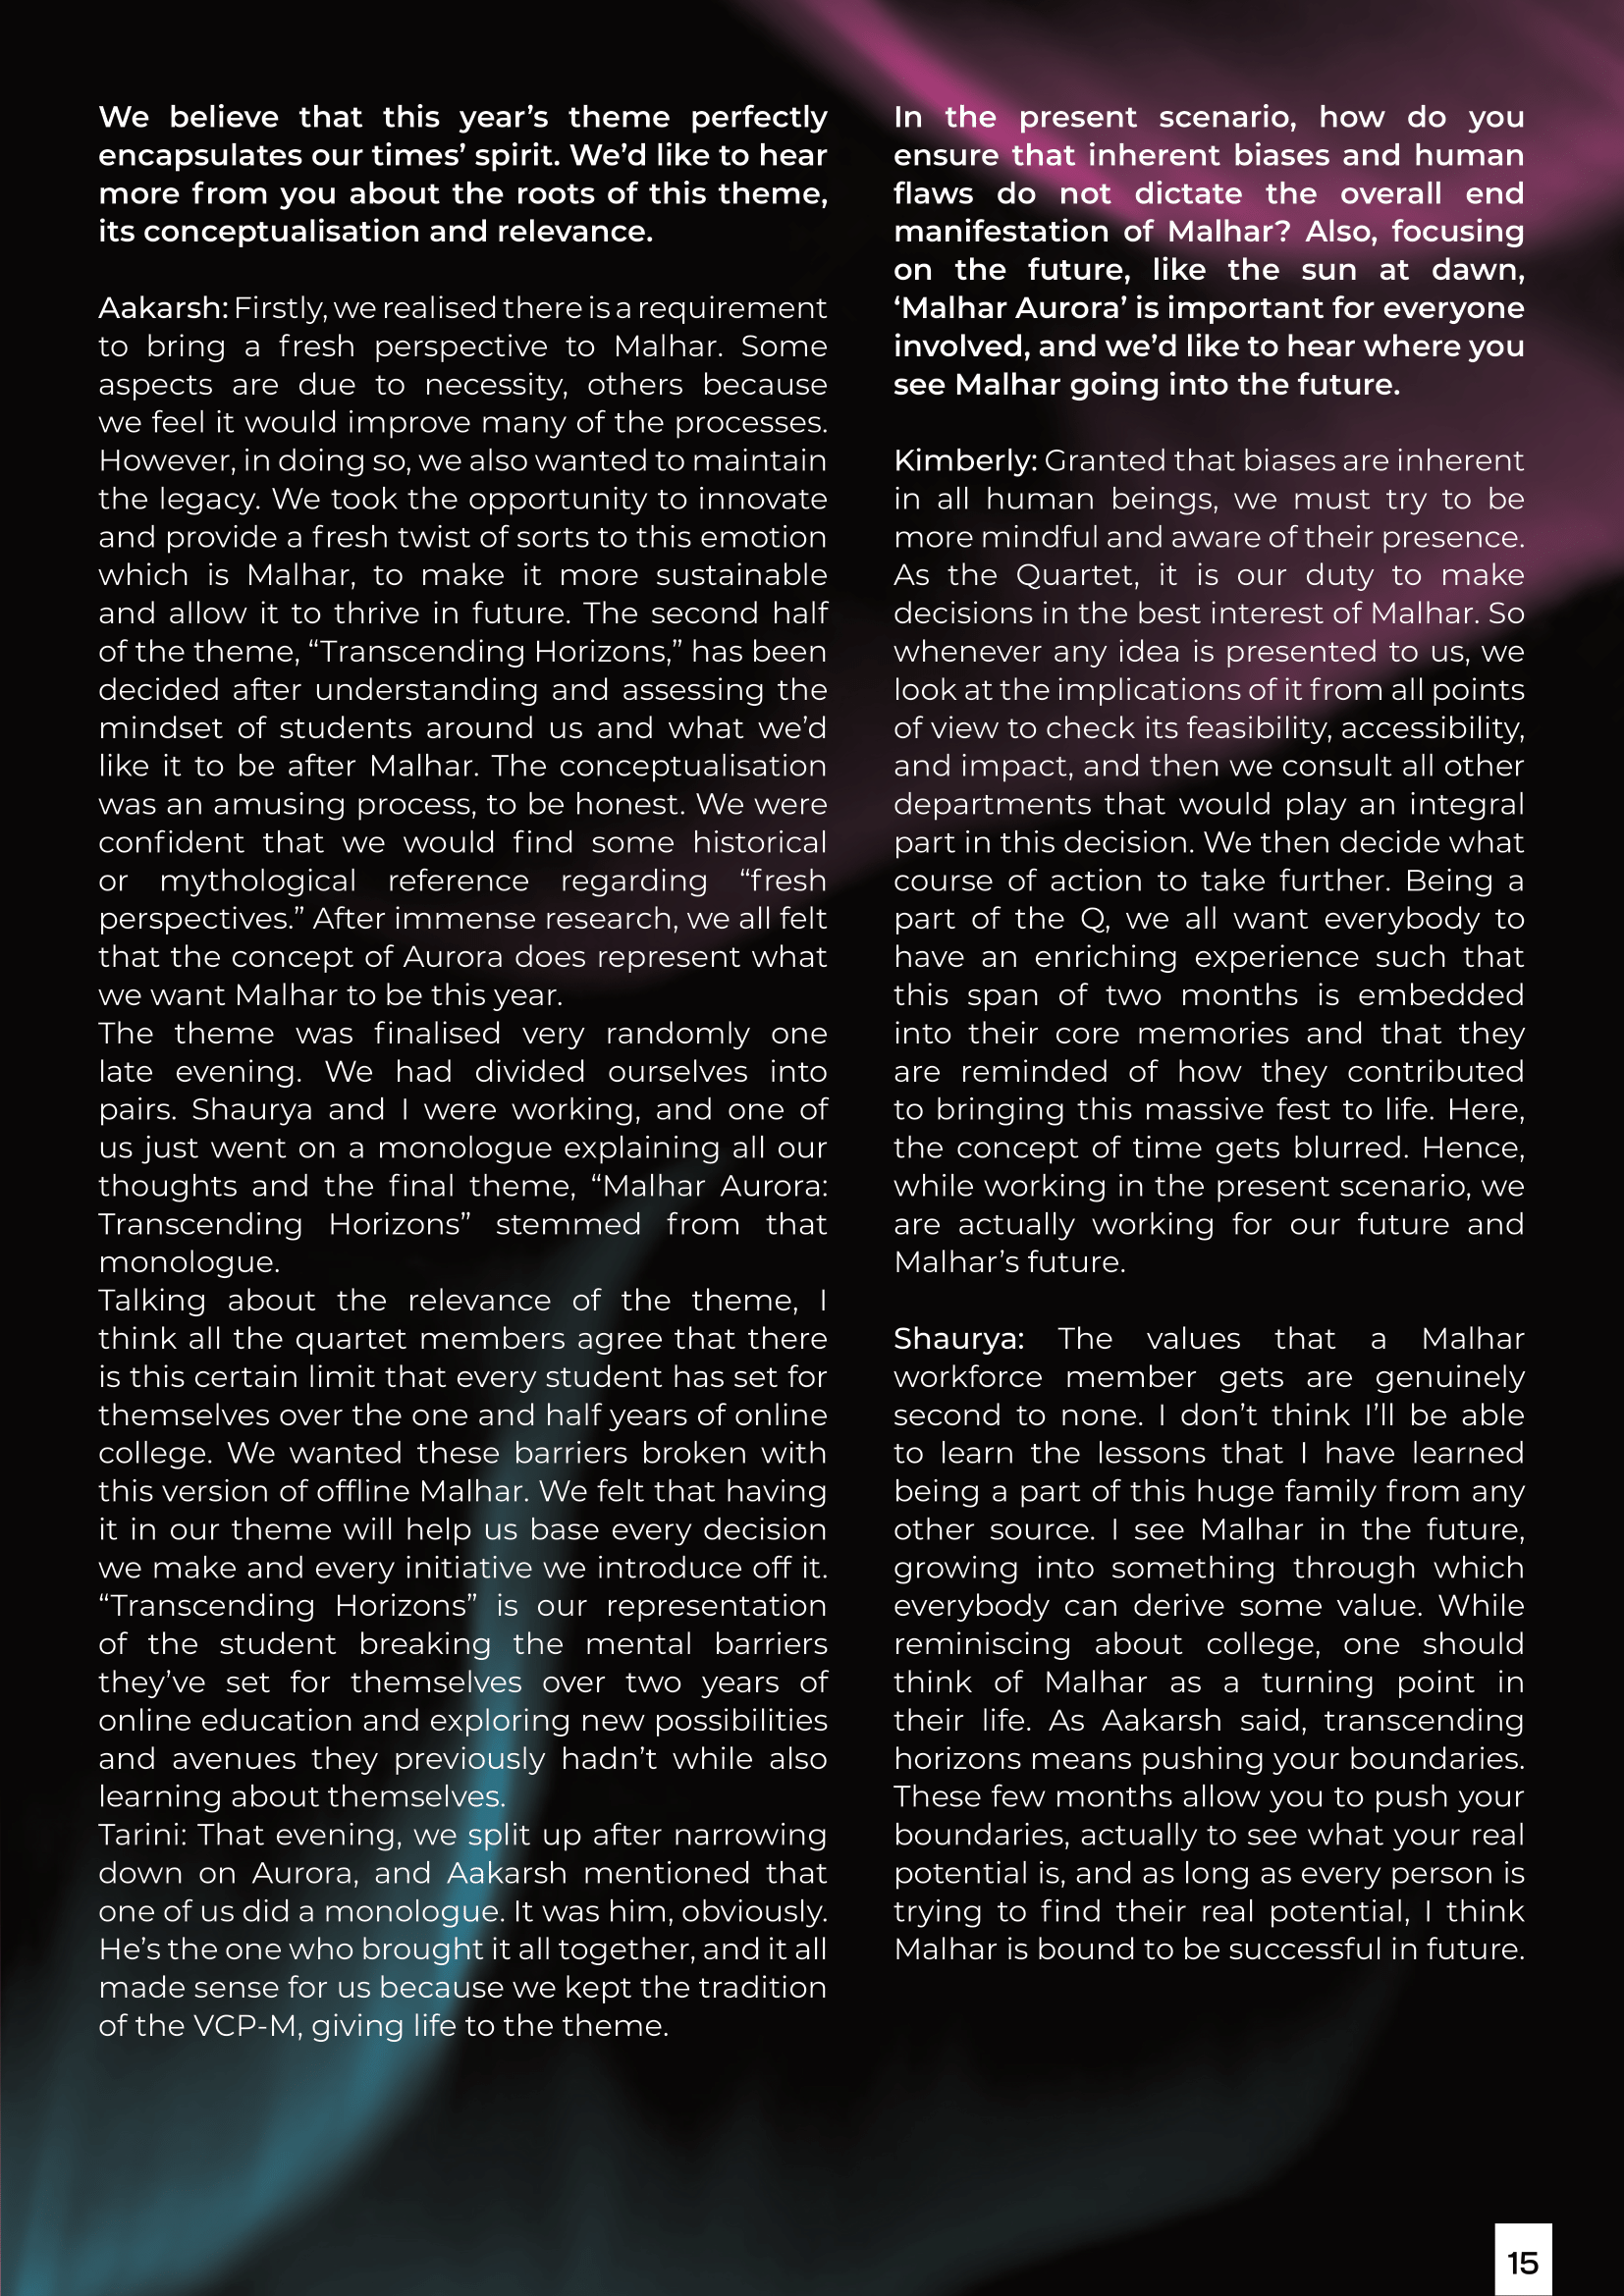 We believe that this year's theme perfectly
encapsulates our times' spirit. We'd like to hear
more from you about the roots of this theme,
its conceptualisation and relevance.
Aakarsh: Firstly, we realised there is a requirement
to bring a fresh perspective to Malhar. Some
aspects are due to necessity, others because
we feel it would improve many of the processes.
However, in doing so, we also wanted to maintain
the legacy. We took the opportunity to innovate
and provide a fresh twist of sorts to this emotion
which is Malhar, to make it more sustainable
and allow it to thrive in future. The second half
of the theme, “Transcending Horizons,” has been
decided after understanding and assessing the
mindset of students around us and what we'd
like it to be after Malhar. The conceptualisation
was an amusing process, to be honest. We were
confident that we would find some historical
or mythological reference regarding “fresh
perspectives.” After immense research, we all felt
that the concept of Aurora does represent what
we want Malhar to be this year.
The theme was finalised very randomly one
late evening. We had divided ourselves into
pairs. Shaurya and I were working, and one of
us just went on a monologue explaining all our
thoughts and the final theme, “Malhar Aurora:
Transcending Horizons” stemmed from that
monologue.
Talking about the relevance of the theme, I
think all the quartet members agree that there
is this certain limit that every student has set for
themselves over the one and half years of online
college. We wanted these barriers broken with
this version of offline Malhar. We felt that having
it in our theme will help us base every decision
we make and every initiative we introduce off it.
“Transcending Horizons” is our representation
of the student breaking the mental barriers
they've set for themselves over two years of
online education and exploring new possibilities
and avenues they previously hadn't while also
learning about themselves.
Tarini: That evening, we split up after narrowing
down on Aurora, and Aakarsh mentioned that
one of us did a monologue. It was him, obviously.
He's the one who brought it all together, and it all
made sense for us because we kept the tradition
of the VCP-M, giving life to the theme.
In the present scenario, how do you
ensure that inherent biases and human
flaws do not dictate the overall end
manifestation of Malhar? Also, focusing
on the future, like the sun at dawn,
‘Malhar Aurora’ is important for everyone
involved, and we'd like to hear where you
see Malhar going into the future.
Kimberly: Granted that biases are inherent
in all human beings, we must try to be
more mindful and aware of their presence.
As the Quartet, it is our duty to make
decisions in the best interest of Malhar. So
whenever any idea is presented to us, we
look at the implications of it from all points
of view to check its feasibility, accessibility,
and impact, and then we consult all other
departments that would play an integral
part in this decision. We then decide what
course of action to take further. Being a
part of the Q, we all want everybody to
have an enriching experience such that
this span of two months is embedded
into their core memories and that they
are reminded of how they contributed
to bringing this massive fest to life. Here,
the concept of time gets blurred. Hence,
while working in the present scenario, we
are actually working for our future and
Malhar's future.
Shaurya: The values that a Malhar
workforce member gets are genuinely
second to none. I don't think I'll be able
to learn the lessons that I have learned
being a part of this huge family from any
other source. I see Malhar in the future,
growing into something through which
everybody can derive some value. While
reminiscing about college, one should
think of Malhar as a turning point in
their life. As Aakarsh said, transcending
horizons means pushing your boundaries.
These few months allow you to push your
boundaries, actually to see what your real
potential is, and as long as every person is
trying to find their real potential, I think
Malhar is bound to be successful in future.
15